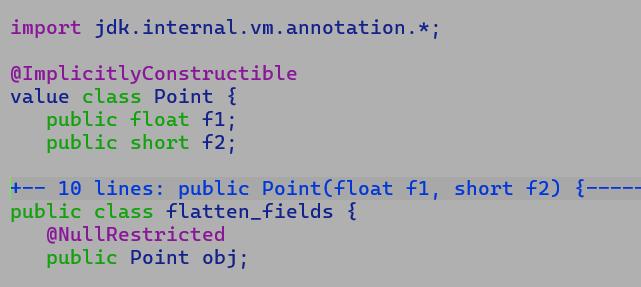 import jdk.internal.vm.annotation.*;
@ImplicitlyConstructible
value class Point {
public float f1;
public short f2;
+-- 10 lines: public Point(float f1, short f2) {-----
public class flatten_fields {
@NullRestricted
public Point obj;